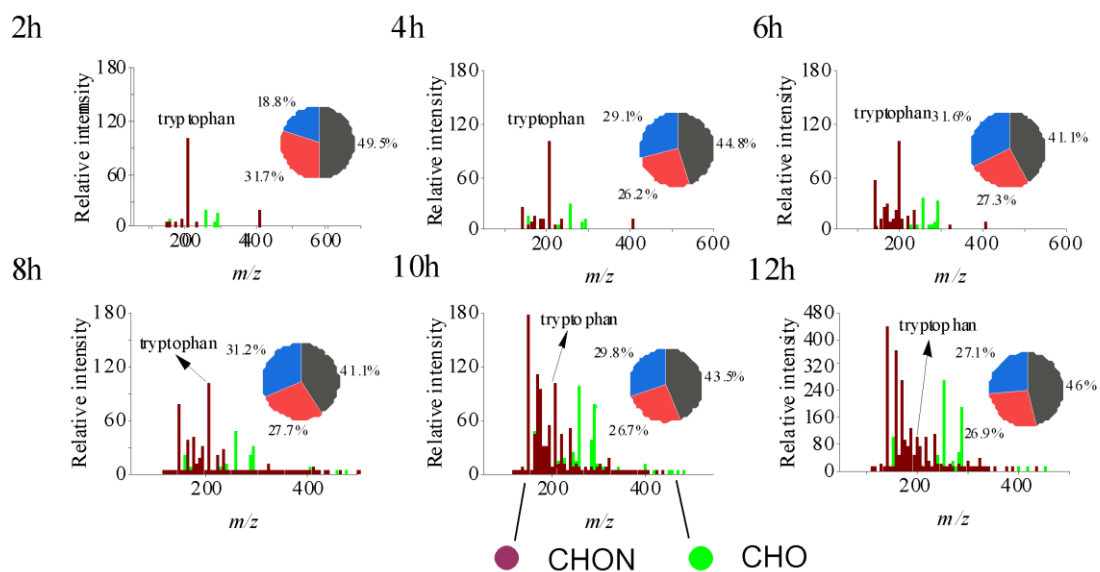 2h
4h
6h
180
120
60
0
Relative intensity
tryptophan
18.8%
49.5%
31.7%
200
400
600
m/z
180
120
60
0
Relative intensity
tryptophan
29.1%
44.8%
26.2%
200
400
600
m/z
180
120
60
0
Relative intensity
tryptophan
31.6%
41.1%
27.3%
200
400
600
m/z
8h
10h
12h
180
120
60
0
Relative intensity
tryptophan
31.2%
41.1%
27.7%
200
400
m/z
180
120
60
0
Relative intensity
tryptophan
29.8%
43.5%
26.7%
200
400
m/z
480
400
320
240
160
80
0
Relative intensity
tryptophan
27.1%
46%
26.9%
200
400
m/z
CHON
CHO